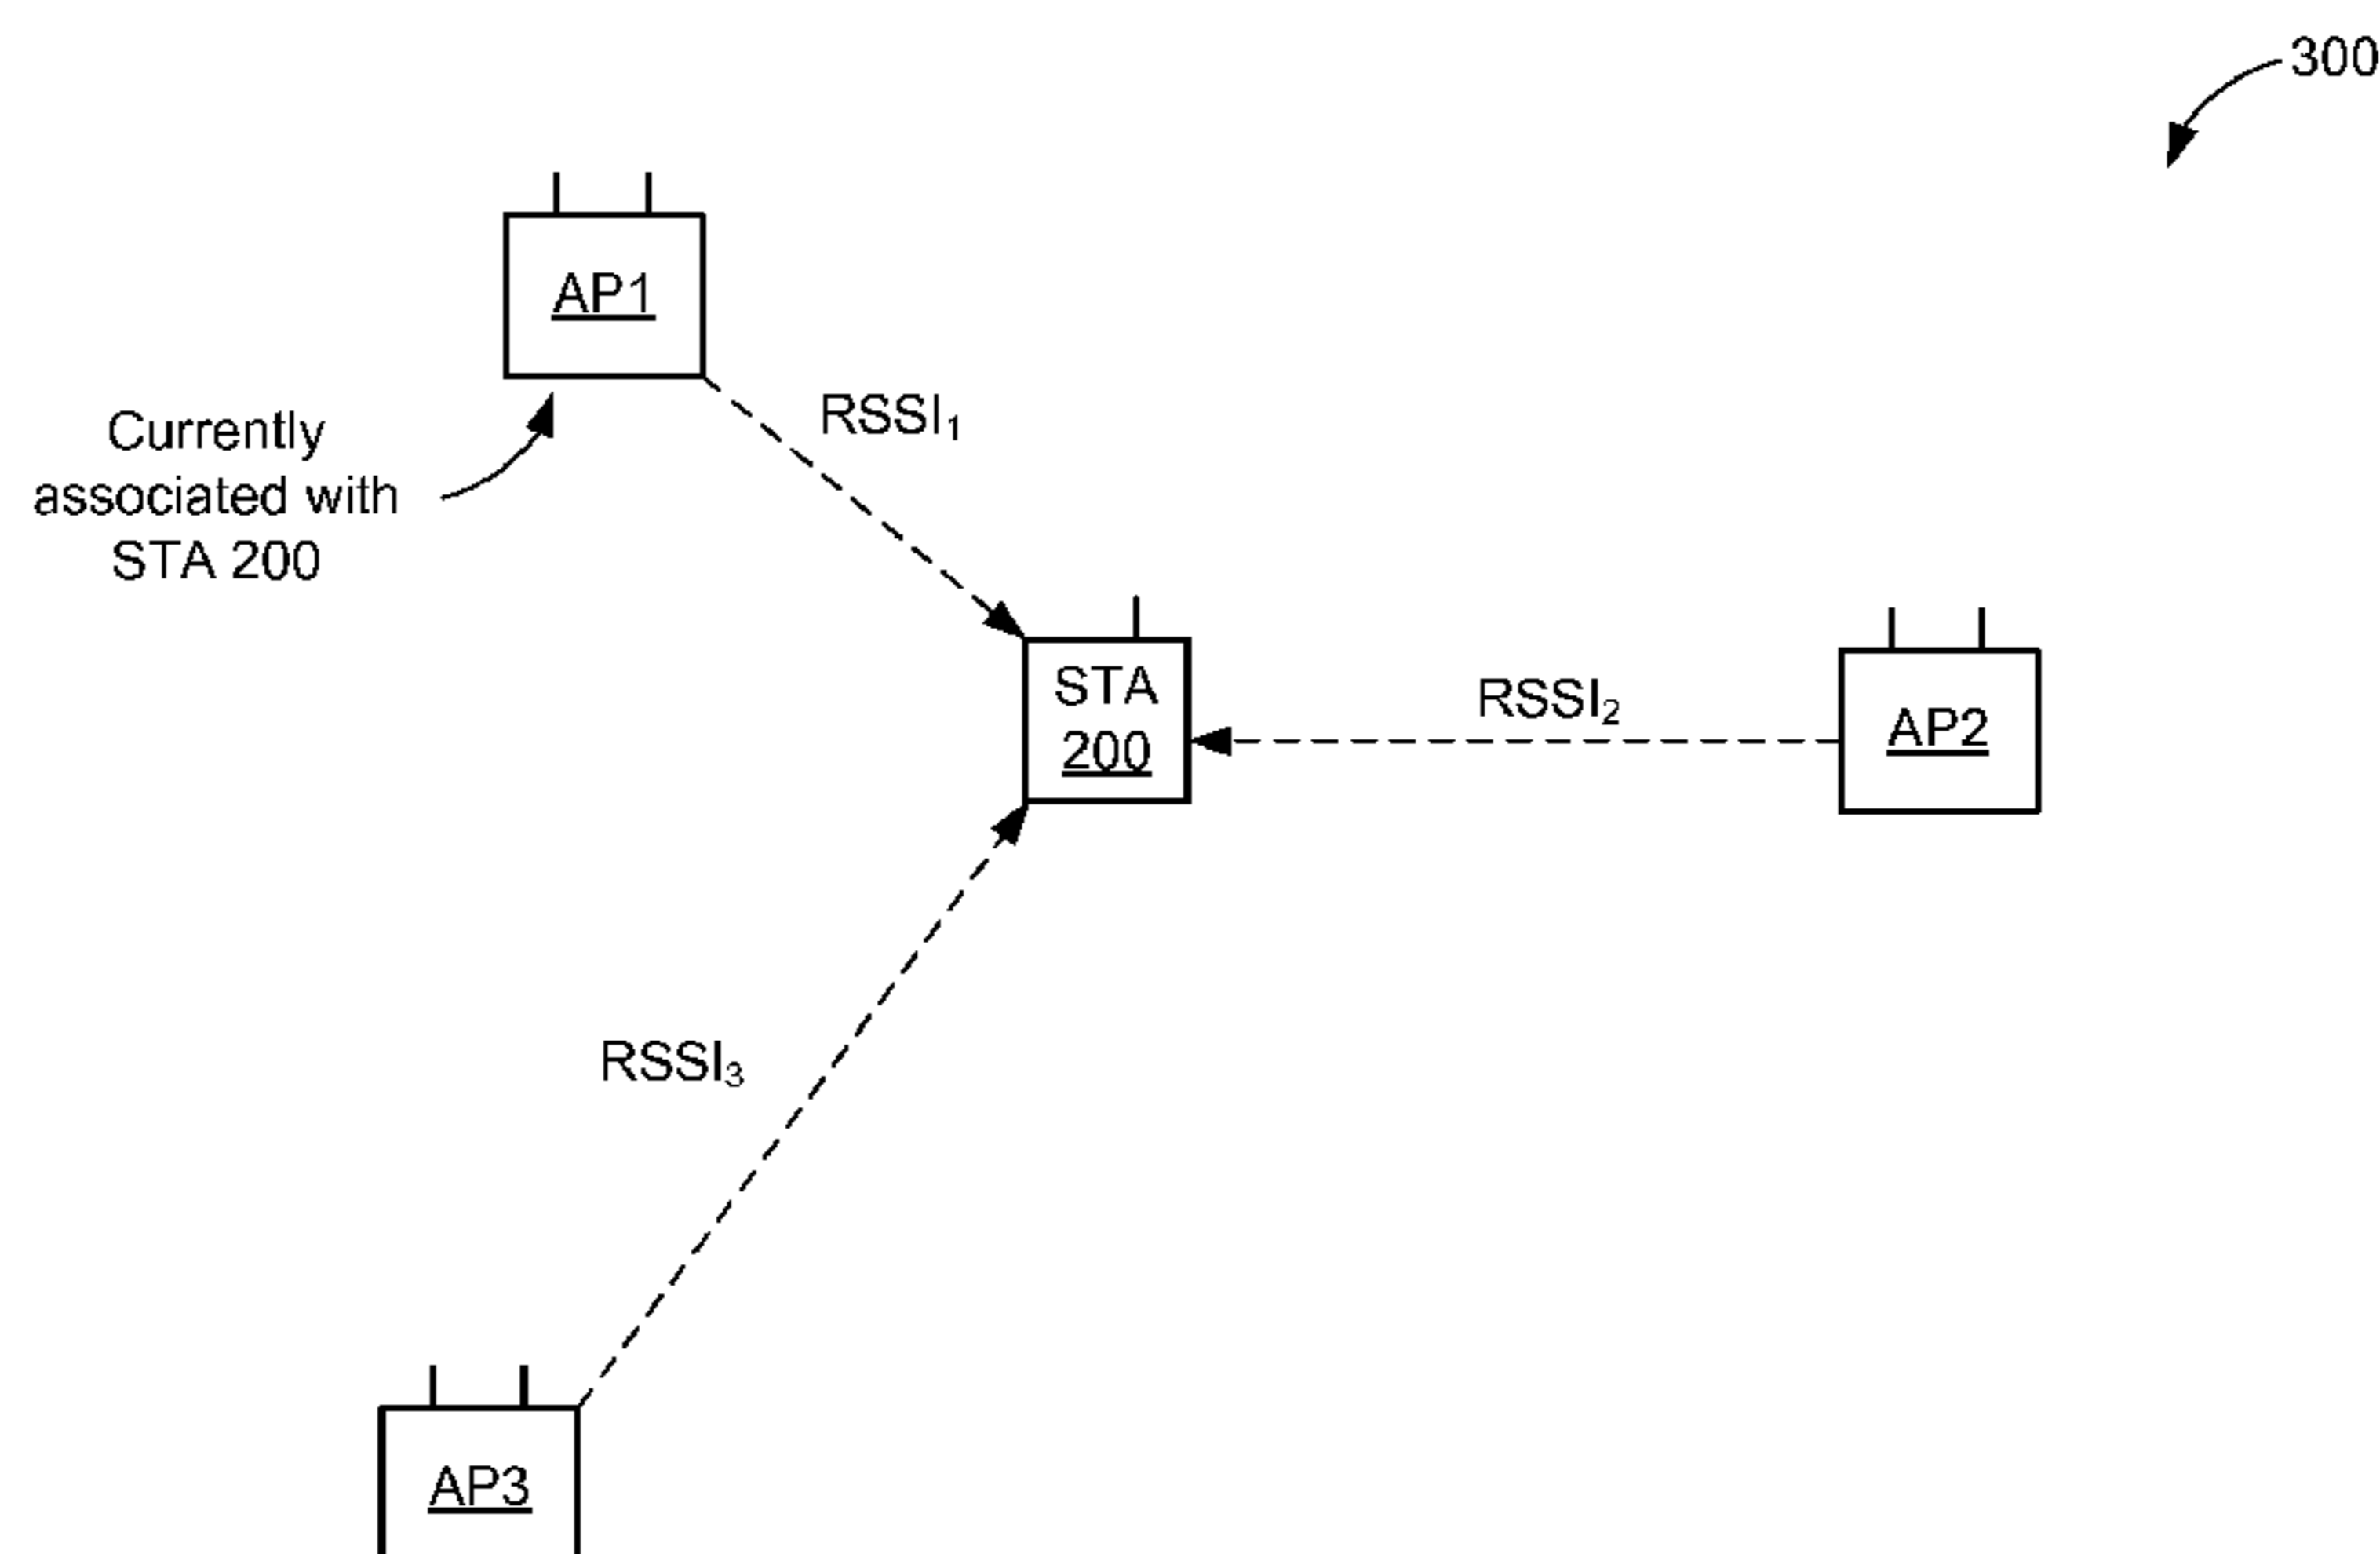 300
AP1
RSSI₁
Currently
associated with
STA 200
STA
200
RSSI₂
AP2
RSSI₃
AP3